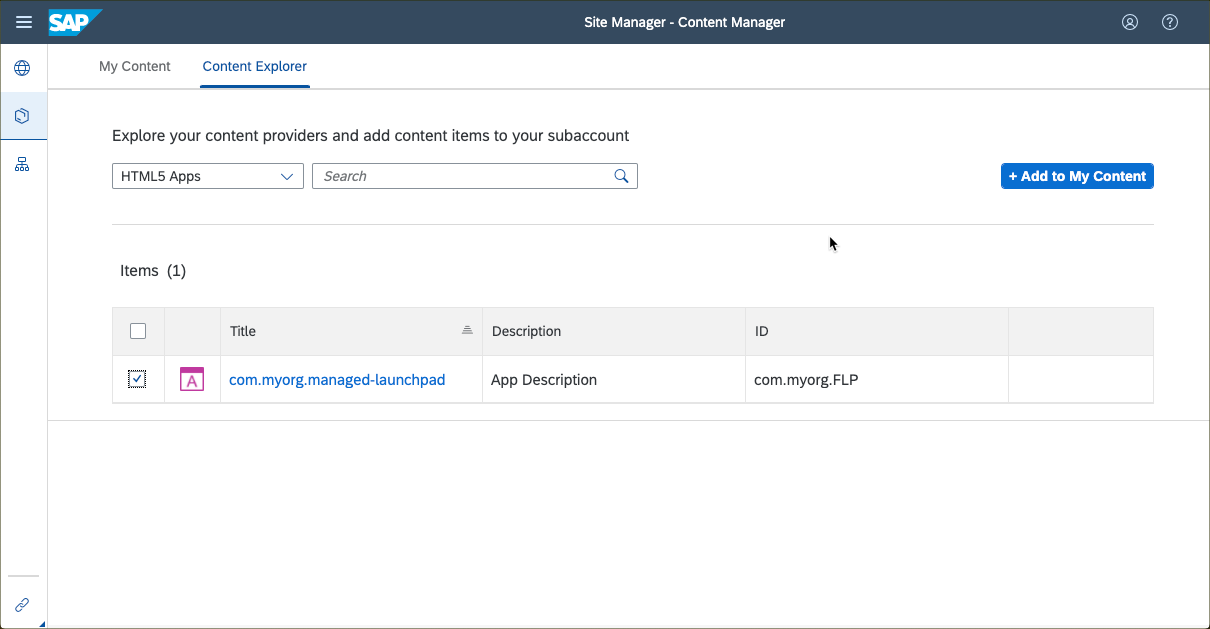 SAP Site Manager - Content Manager
My Content Content Explorer
Explore your content providers and add content items to your subaccount
HTML5 Apps Search + Add to My Content
Items (1)
Title Description ID
A com.myorg.managed-launchpad App Description com.myorg.FLP